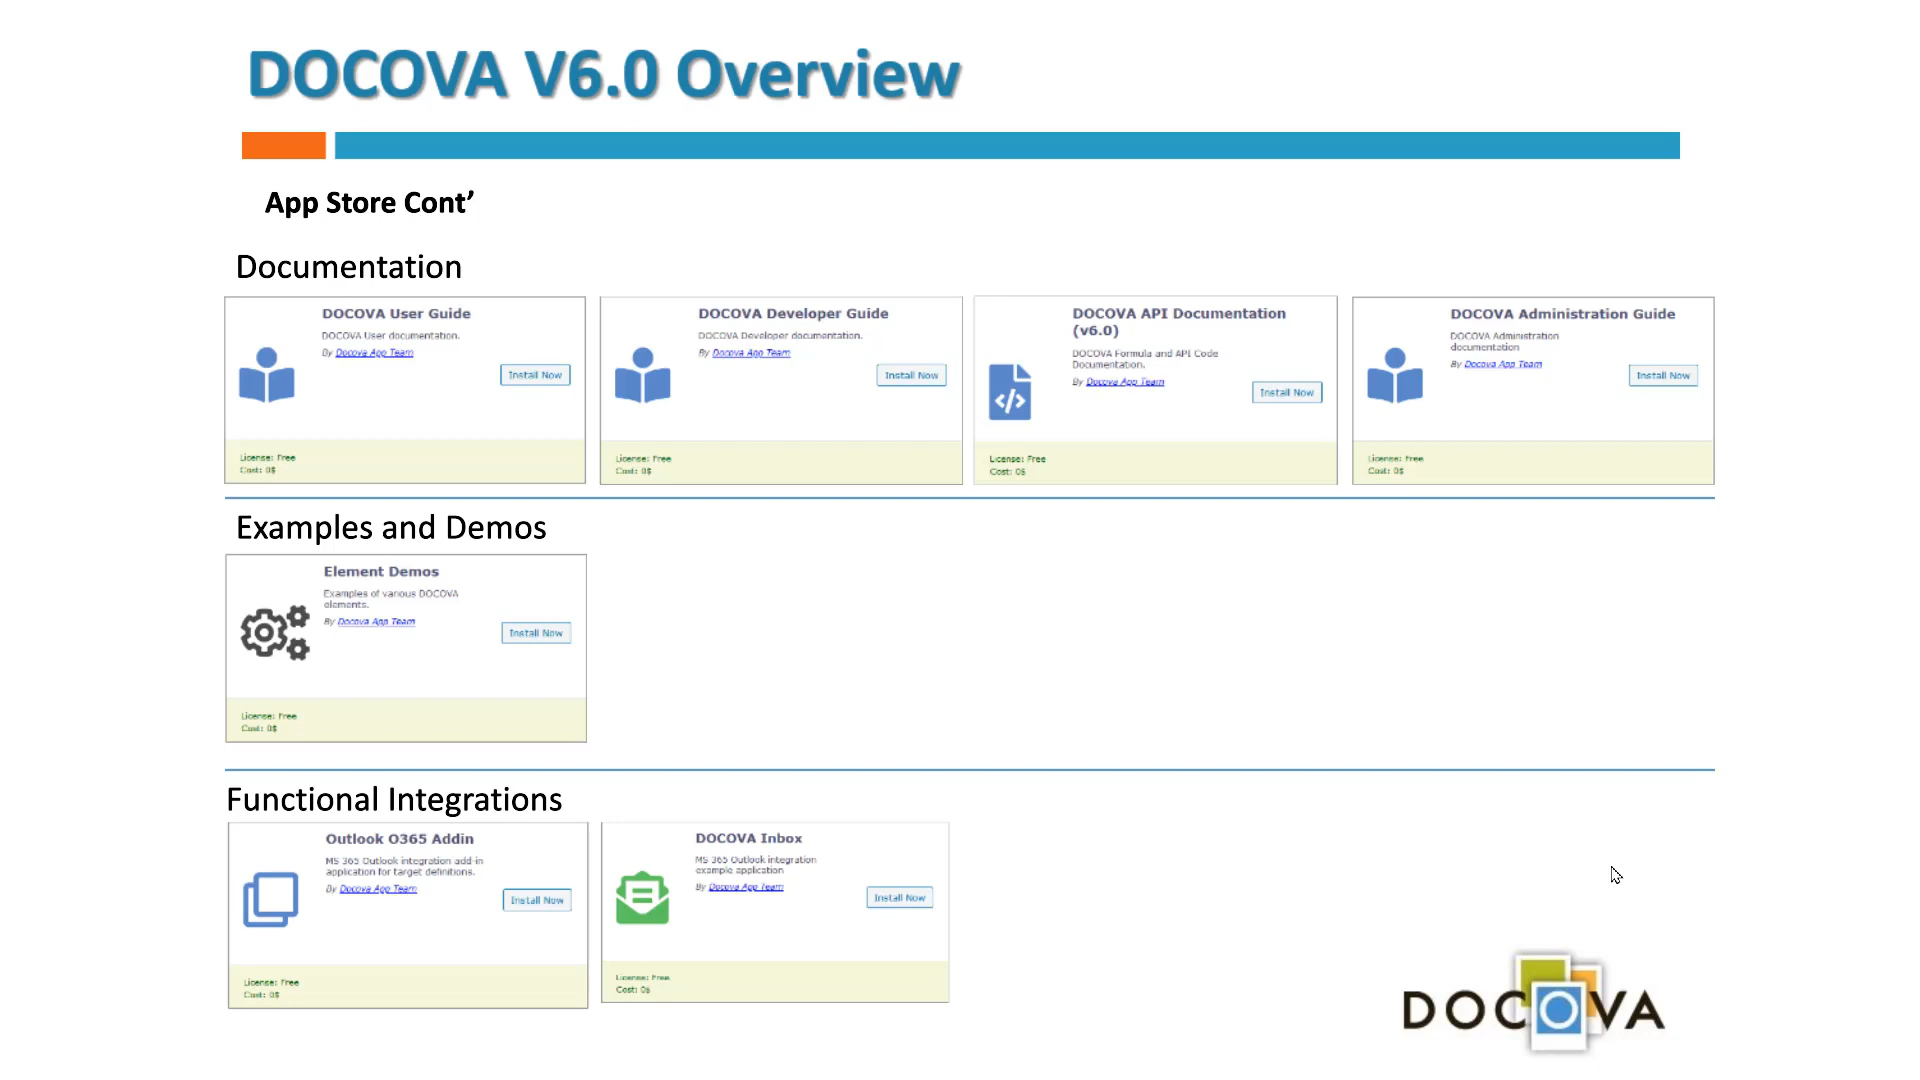 DOCOVA V6.0 Overview
App Store Cont’
Documentation
DOCOVA User Guide
DOCOVA User documentation.
By Docova App Team
Install Now
License: Free
Cost: 0$
DOCOVA Developer Guide
DOCOVA Developer documentation.
By Docova App Team
Install Now
License: Free
Cost: 0$
DOCOVA API Documentation
(v6.0)
DOCOVA Formula and API Code
Documentation.
By Docova App Team
Install Now
License: Free
Cost: 0$
DOCOVA Administration Guide
DOCOVA Administration
documentation
By Docova App Team
Install Now
License: Free
Cost: 0$
Examples and Demos
Element Demos
Examples of various DOCOVA
elements.
By Docova App Team
Install Now
License: Free
Cost: 0$
Functional Integrations
Outlook O365 Addin
MS 365 Outlook integration add-in
application for target definitions.
By Docova App Team
Install Now
License: Free
Cost: 0$
DOCOVA Inbox
MS 365 Outlook integration
example application
By Docova App Team
Install Now
License: Free
Cost: 0$
DOCOVA